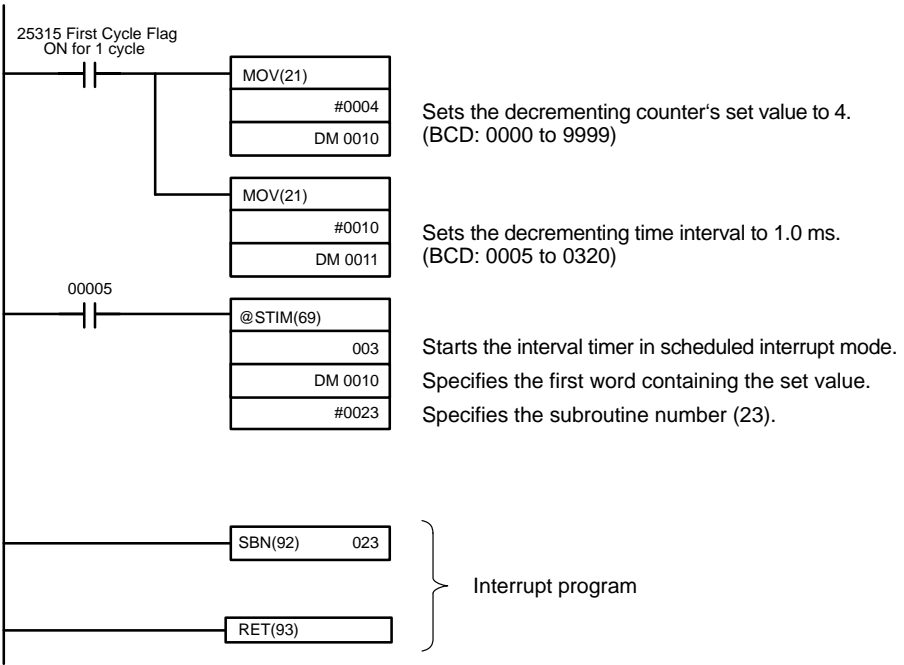 25315 First Cycle Flag
ON for 1 cycle
MOV(21)
#0004
DM 0010
Sets the decrementing counter‘s set value to 4.
(BCD: 0000 to 9999)
MOV(21)
#0010
DM 0011
Sets the decrementing time interval to 1.0 ms.
(BCD: 0005 to 0320)
00005
@STIM(69)
003
Starts the interval timer in scheduled interrupt mode.
DM 0010
Specifies the first word containing the set value.
#0023
Specifies the subroutine number (23).
SBN(92) 023
Interrupt program
RET(93)